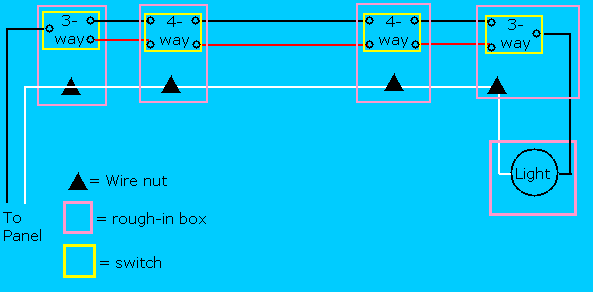 3-
way
4-
way
4-
way
3-
way
Light
= Wire nut
= rough-in box
= switch
To
Panel